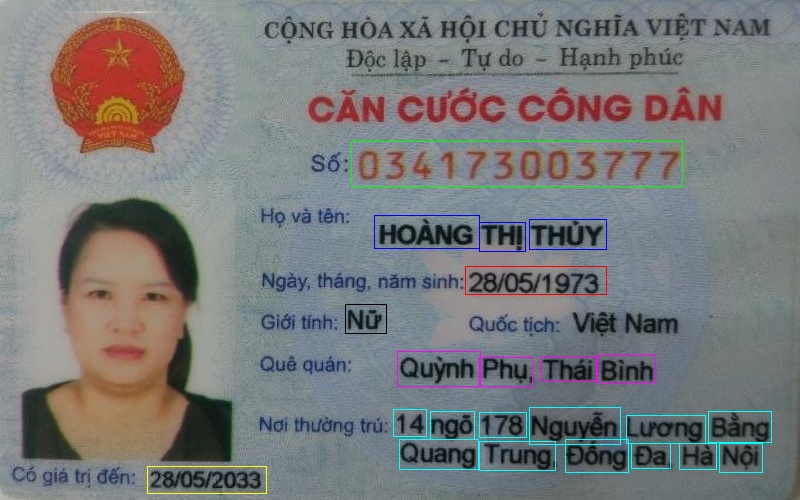 CỘNG HÒA XÃ HỘI CHỦ NGHĨA VIỆT NAM
Độc lập - Tự do - Hạnh phúc
CĂN CƯỚC CÔNG DÂN
Số: 034173003777
Họ và tên: HOÀNG THỊ THỦY
Ngày, tháng, năm sinh: 28/05/1973
Giới tính: Nữ Quốc tịch: Việt Nam
Quê quán: Quỳnh Phụ, Thái Bình
Nơi thường trú: 14 ngõ 178 Nguyễn Lương Bằng
Quang Trung, Đống Đa, Hà Nội
Có giá trị đến: 28/05/2033
VIỆT NAM